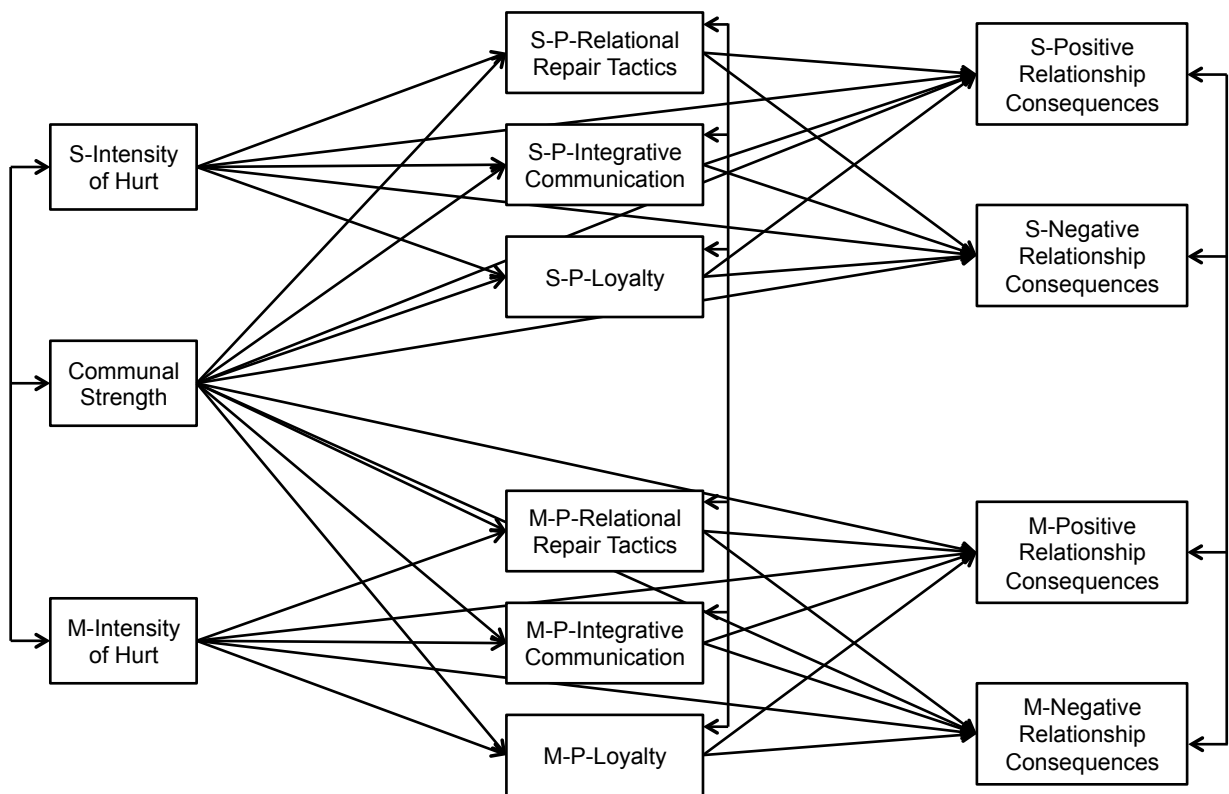 S-P-Relational
Repair Tactics
S-Positive
Relationship
Consequences
S-Intensity
of Hurt
S-P-Integrative
Communication
S-P-Loyalty
S-Negative
Relationship
Consequences
Communal
Strength
M-P-Relational
Repair Tactics
M-Positive
Relationship
Consequences
M-Intensity
of Hurt
M-P-Integrative
Communication
M-P-Loyalty
M-Negative
Relationship
Consequences